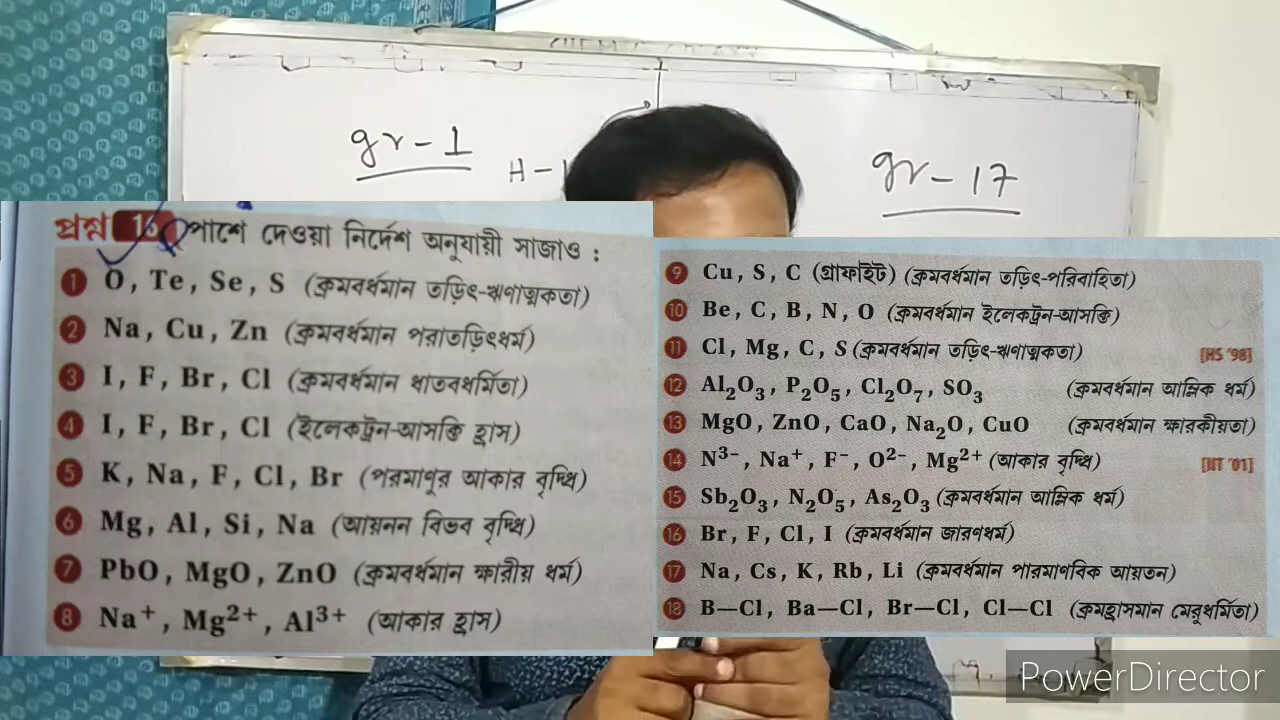 gr-1
H-1
gr-17
প্রশ্ন 15 পাশে দেওয়া নির্দেশ অনুযায়ী সাজাও :
1 O, Te, Se, S (ক্রমবর্ধমান তড়িৎ-ঋণাত্মকতা)
2 Na, Cu, Zn (ক্রমবর্ধমান পরাতড়িৎধর্ম)
3 I, F, Br, Cl (ক্রমবর্ধমান ধাতবধর্মিতা)
4 I, F, Br, Cl (ইলেকট্রন-আসক্তি হ্রাস)
5 K, Na, F, Cl, Br (পরমাণুর আকার বৃদ্ধি)
6 Mg, Al, Si, Na (আয়নন বিভব বৃদ্ধি)
7 PbO, MgO, ZnO (ক্রমবর্ধমান ক্ষারীয় ধর্ম)
8 Na⁺, Mg²⁺, Al³⁺ (আকার হ্রাস)
9 Cu, S, C (গ্রাফাইট) (ক্রমবর্ধমান তড়িৎ-পরিবাহিতা)
10 Be, C, B, N, O (ক্রমবর্ধমান ইলেকট্রন-আসক্তি)
11 Cl, Mg, C, S (ক্রমবর্ধমান তড়িৎ-ঋণাত্মকতা) [HS '98]
12 Al₂O₃, P₂O₅, Cl₂O₇, SO₃ (ক্রমবর্ধমান আম্লিক ধর্ম)
13 MgO, ZnO, CaO, Na₂O, CuO (ক্রমবর্ধমান ক্ষারকীয়তা)
14 N³⁻, Na⁺, F⁻, O²⁻, Mg²⁺ (আকার বৃদ্ধি) [IIT '01]
15 Sb₂O₃, N₂O₅, As₂O₃ (ক্রমবর্ধমান আম্লিক ধর্ম)
16 Br, F, Cl, I (ক্রমবর্ধমান জারণধর্ম)
17 Na, Cs, K, Rb, Li (ক্রমবর্ধমান পারমাণবিক আয়তন)
18 B—Cl, Ba—Cl, Br—Cl, Cl—Cl (ক্রমহ্রাসমান মেরুধর্মিতা)
PowerDirector